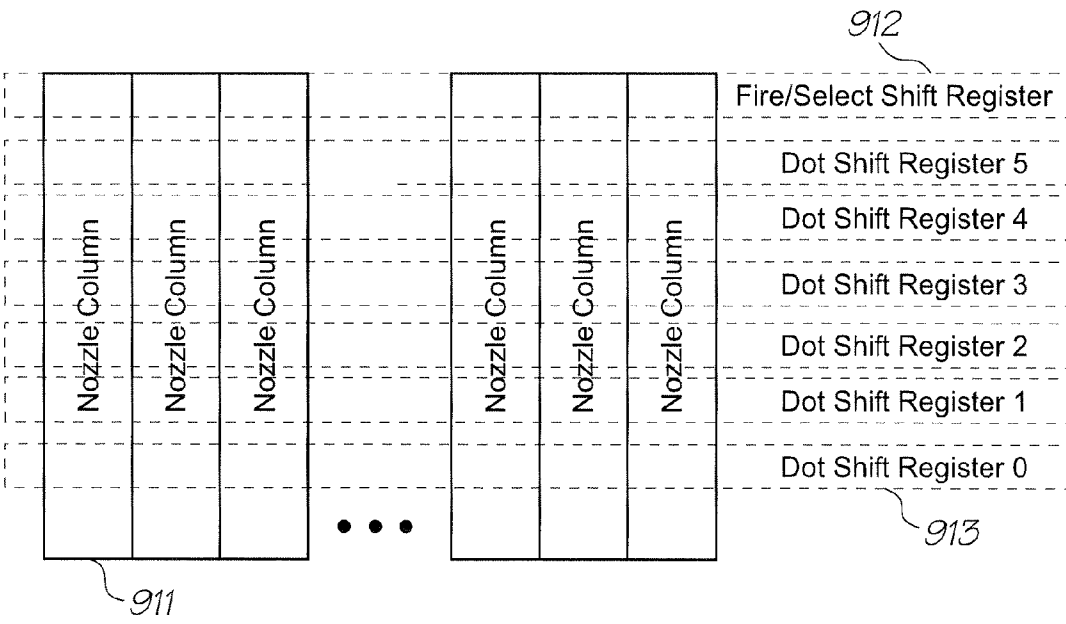 912
Fire/Select Shift Register
Dot Shift Register 5
Dot Shift Register 4
Dot Shift Register 3
Dot Shift Register 2
Dot Shift Register 1
Dot Shift Register 0
Nozzle Column
Nozzle Column
Nozzle Column
Nozzle Column
Nozzle Column
Nozzle Column
913
911